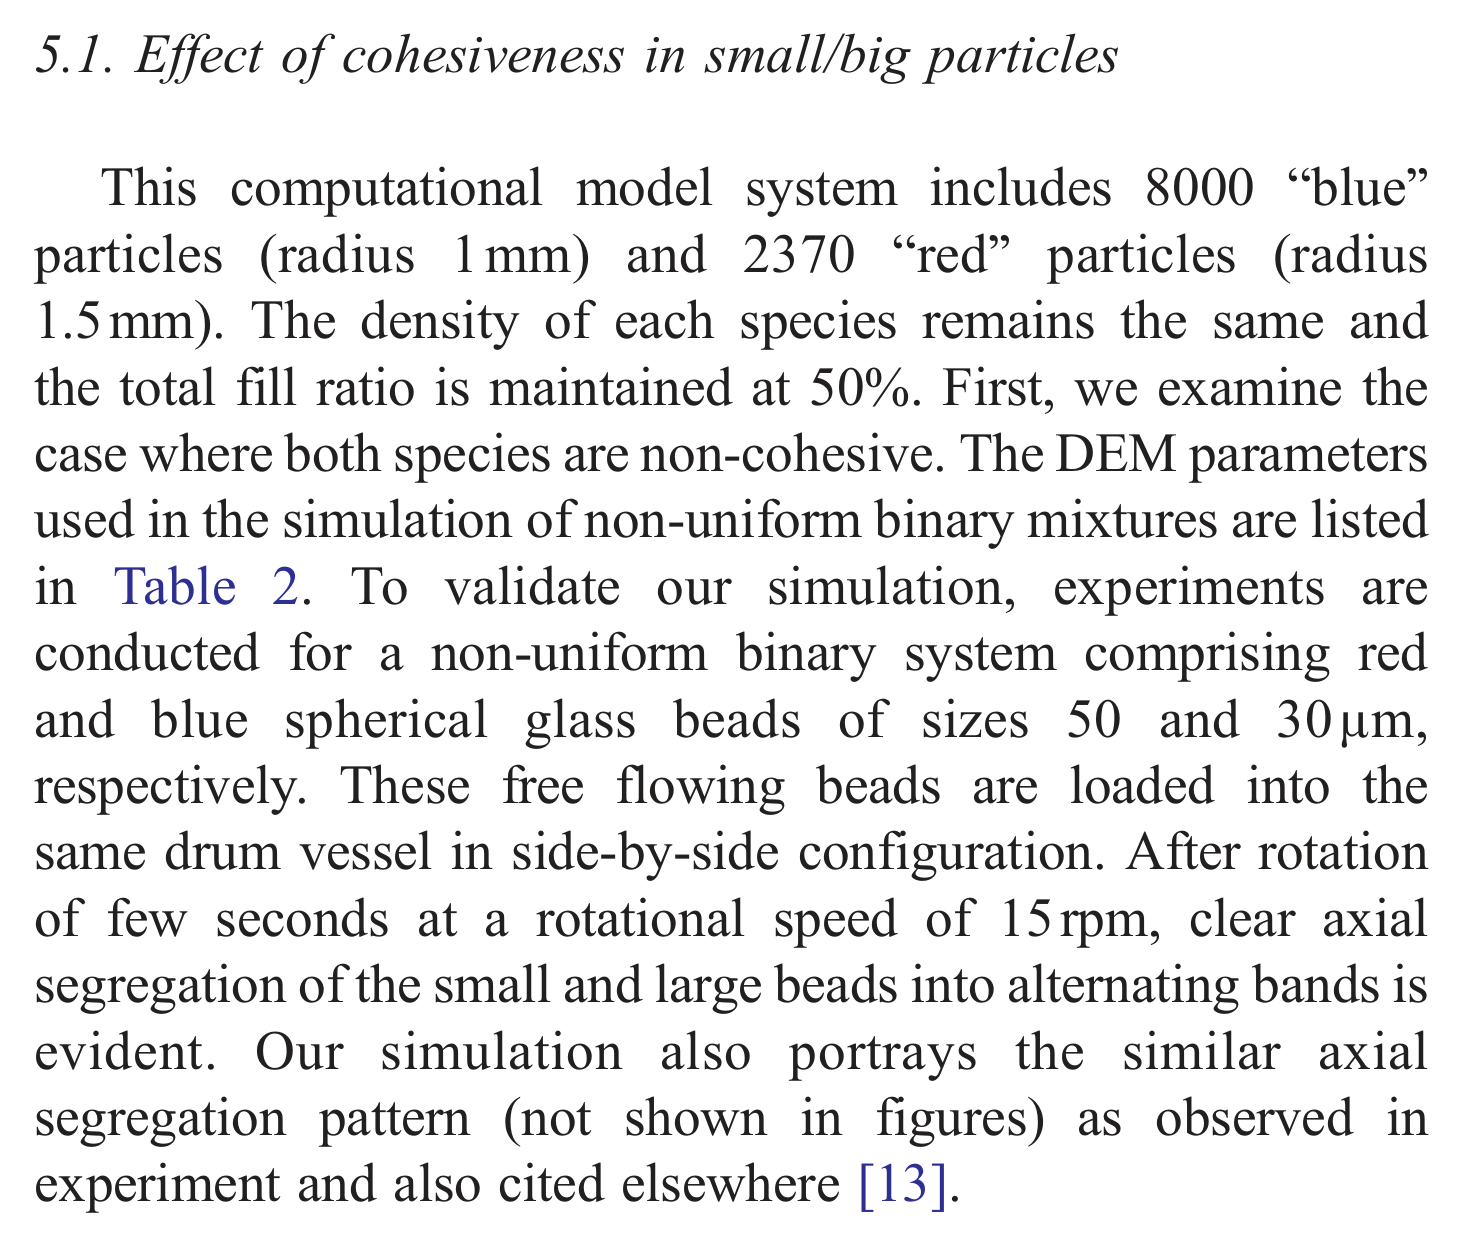 5.1. Effect of cohesiveness in small/big particles
This computational model system includes 8000 “blue”
particles (radius 1 mm) and 2370 “red” particles (radius
1.5 mm). The density of each species remains the same and
the total fill ratio is maintained at 50%. First, we examine the
case where both species are non-cohesive. The DEM parameters
used in the simulation of non-uniform binary mixtures are listed
in Table 2. To validate our simulation, experiments are
conducted for a non-uniform binary system comprising red
and blue spherical glass beads of sizes 50 and 30 μm,
respectively. These free flowing beads are loaded into the
same drum vessel in side-by-side configuration. After rotation
of few seconds at a rotational speed of 15 rpm, clear axial
segregation of the small and large beads into alternating bands is
evident. Our simulation also portrays the similar axial
segregation pattern (not shown in figures) as observed in
experiment and also cited elsewhere [13].